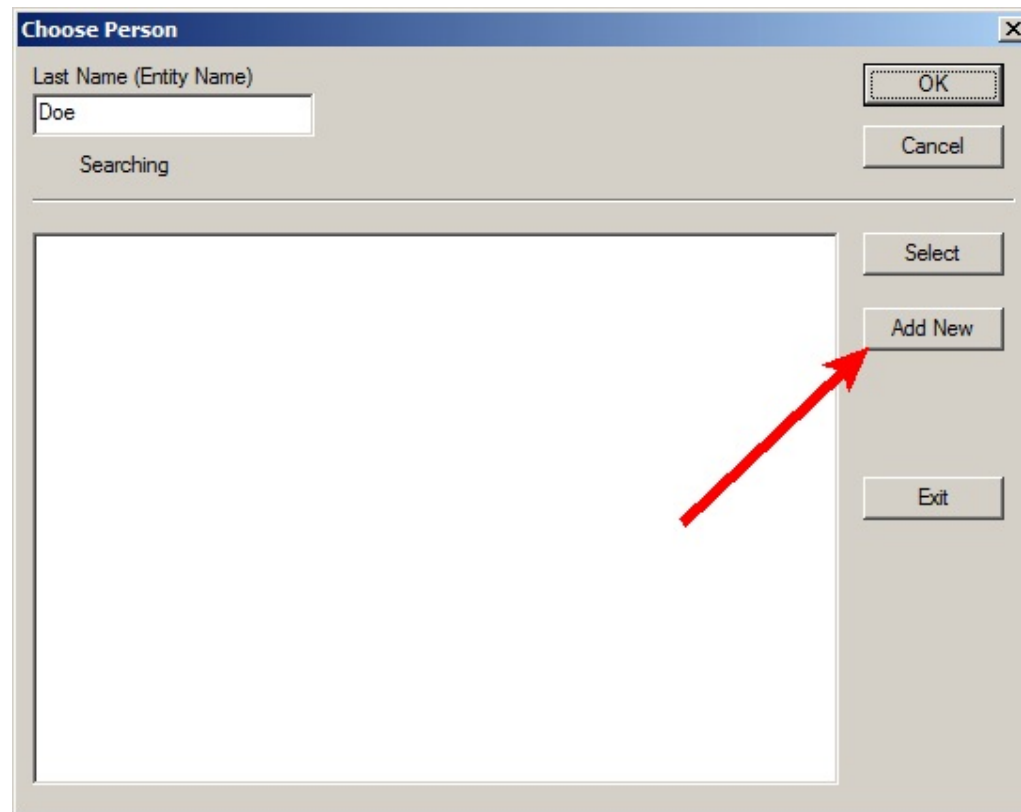 Choose Person
Last Name (Entity Name)
Doe
Searching
OK
Cancel
Select
Add New
Exit